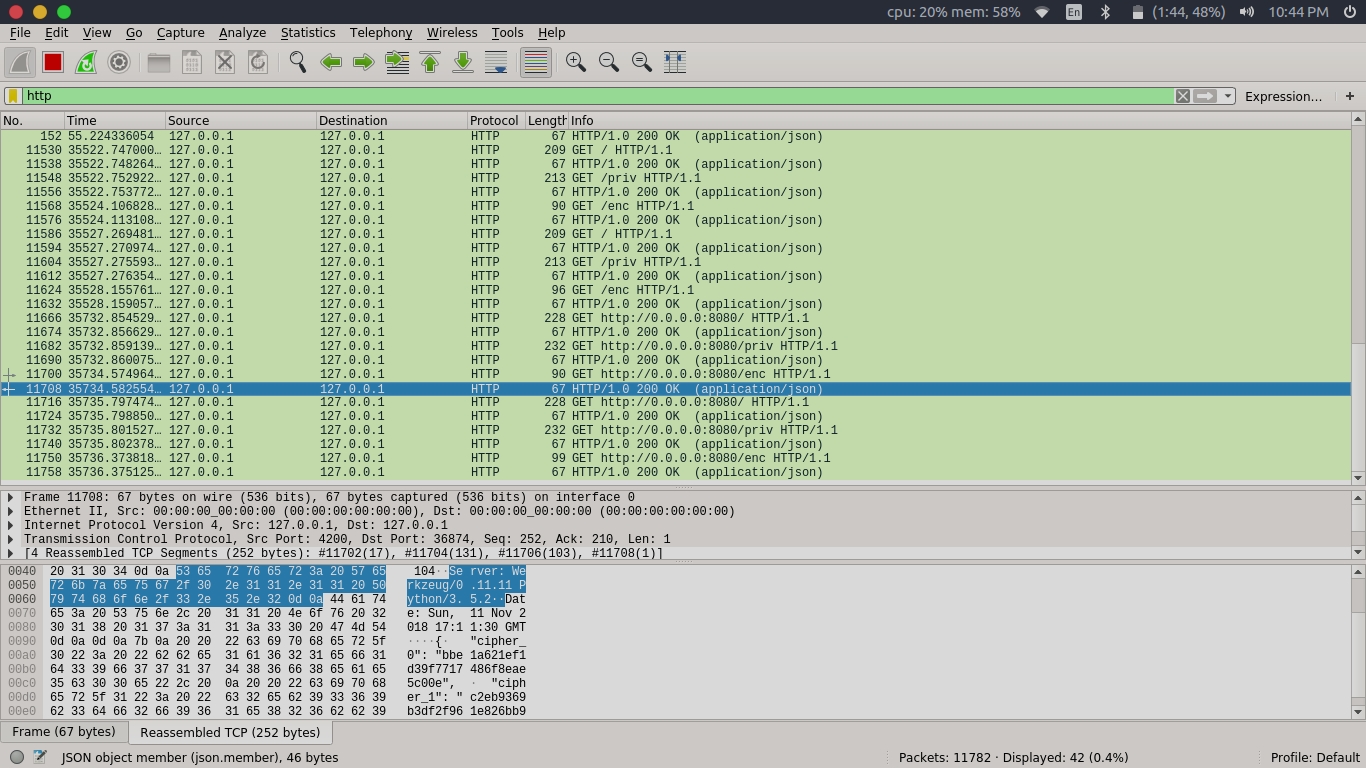 cpu: 20% mem: 58% En (1:44, 48%) 10:44 PM
File Edit View Go Capture Analyze Statistics Telephony Wireless Tools Help
http Expression… +
No. Time Source Destination Protocol Length Info
152 55.224336054 127.0.0.1 127.0.0.1 HTTP 67 HTTP/1.0 200 OK (application/json)
11530 35522.747000… 127.0.0.1 127.0.0.1 HTTP 209 GET / HTTP/1.1
11538 35522.748264… 127.0.0.1 127.0.0.1 HTTP 67 HTTP/1.0 200 OK (application/json)
11548 35522.752922… 127.0.0.1 127.0.0.1 HTTP 213 GET /priv HTTP/1.1
11556 35522.753772… 127.0.0.1 127.0.0.1 HTTP 67 HTTP/1.0 200 OK (application/json)
11568 35524.106828… 127.0.0.1 127.0.0.1 HTTP 90 GET /enc HTTP/1.1
11576 35524.113108… 127.0.0.1 127.0.0.1 HTTP 67 HTTP/1.0 200 OK (application/json)
11586 35527.269481… 127.0.0.1 127.0.0.1 HTTP 209 GET / HTTP/1.1
11594 35527.270974… 127.0.0.1 127.0.0.1 HTTP 67 HTTP/1.0 200 OK (application/json)
11604 35527.275593… 127.0.0.1 127.0.0.1 HTTP 213 GET /priv HTTP/1.1
11612 35527.276354… 127.0.0.1 127.0.0.1 HTTP 67 HTTP/1.0 200 OK (application/json)
11624 35528.155761… 127.0.0.1 127.0.0.1 HTTP 96 GET /enc HTTP/1.1
11632 35528.159057… 127.0.0.1 127.0.0.1 HTTP 67 HTTP/1.0 200 OK (application/json)
11666 35732.854529… 127.0.0.1 127.0.0.1 HTTP 228 GET http://0.0.0.0:8080/ HTTP/1.1
11674 35732.856629… 127.0.0.1 127.0.0.1 HTTP 67 HTTP/1.0 200 OK (application/json)
11682 35732.859139… 127.0.0.1 127.0.0.1 HTTP 232 GET http://0.0.0.0:8080/priv HTTP/1.1
11690 35732.860075… 127.0.0.1 127.0.0.1 HTTP 67 HTTP/1.0 200 OK (application/json)
11700 35734.574964… 127.0.0.1 127.0.0.1 HTTP 90 GET http://0.0.0.0:8080/enc HTTP/1.1
11708 35734.582554… 127.0.0.1 127.0.0.1 HTTP 67 HTTP/1.0 200 OK (application/json)
11716 35735.797474… 127.0.0.1 127.0.0.1 HTTP 228 GET http://0.0.0.0:8080/ HTTP/1.1
11724 35735.798850… 127.0.0.1 127.0.0.1 HTTP 67 HTTP/1.0 200 OK (application/json)
11732 35735.801527… 127.0.0.1 127.0.0.1 HTTP 232 GET http://0.0.0.0:8080/priv HTTP/1.1
11740 35735.802378… 127.0.0.1 127.0.0.1 HTTP 67 HTTP/1.0 200 OK (application/json)
11750 35736.373818… 127.0.0.1 127.0.0.1 HTTP 99 GET http://0.0.0.0:8080/enc HTTP/1.1
11758 35736.375125… 127.0.0.1 127.0.0.1 HTTP 67 HTTP/1.0 200 OK (application/json)
Frame 11708: 67 bytes on wire (536 bits), 67 bytes captured (536 bits) on interface 0
Ethernet II, Src: 00:00:00_00:00:00 (00:00:00:00:00:00), Dst: 00:00:00_00:00:00 (00:00:00:00:00:00)
Internet Protocol Version 4, Src: 127.0.0.1, Dst: 127.0.0.1
Transmission Control Protocol, Src Port: 4200, Dst Port: 36874, Seq: 252, Ack: 210, Len: 1
[4 Reassembled TCP Segments (252 bytes): #11702(17), #11704(131), #11706(103), #11708(1)]
0040 20 31 30 34 0d 0a 53 65 72 76 65 72 3a 20 57 65 104··Se rver: We
0050 72 6b 7a 65 75 67 2f 30 2e 31 31 2e 31 31 20 50 rkzeug/0 .11.11 P
0060 79 74 68 6f 6e 2f 33 2e 35 2e 32 0d 0a 44 61 74 ython/3. 5.2··Dat
0070 65 3a 20 53 75 6e 2c 20 31 31 20 4e 6f 76 20 32 e: Sun, 11 Nov 2
0080 30 31 38 20 31 37 3a 31 31 3a 33 30 20 47 4d 54 018 17:1 1:30 GMT
0090 0d 0a 0d 0a 7b 0a 20 20 22 63 69 70 68 65 72 5f ····{· "cipher_
00a0 30 22 3a 20 22 62 62 65 31 61 36 32 31 65 66 31 0": "bbe 1a621ef1
00b0 64 33 39 66 37 37 31 37 34 38 36 66 38 65 61 65 d39f7717 486f8eae
00c0 35 63 30 30 65 22 2c 20 0a 20 20 22 63 69 70 68 5c00e", · "ciph
00d0 65 72 5f 31 22 3a 20 22 63 32 65 62 39 33 36 39 er_1": " c2eb9369
00e0 62 33 64 66 32 66 39 36 31 65 38 32 36 62 62 39 b3df2f96 1e826bb9
Frame (67 bytes) Reassembled TCP (252 bytes)
JSON object member (json.member), 46 bytes Packets: 11782 · Displayed: 42 (0.4%) Profile: Default